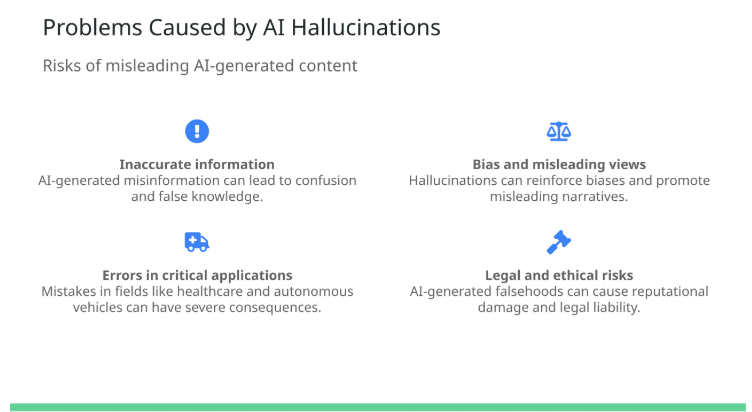 Problems Caused by AI Hallucinations
Risks of misleading AI-generated content
Inaccurate information
AI-generated misinformation can lead to confusion
and false knowledge.
Bias and misleading views
Hallucinations can reinforce biases and promote
misleading narratives.
Errors in critical applications
Mistakes in fields like healthcare and autonomous
vehicles can have severe consequences.
Legal and ethical risks
AI-generated falsehoods can cause reputational
damage and legal liability.